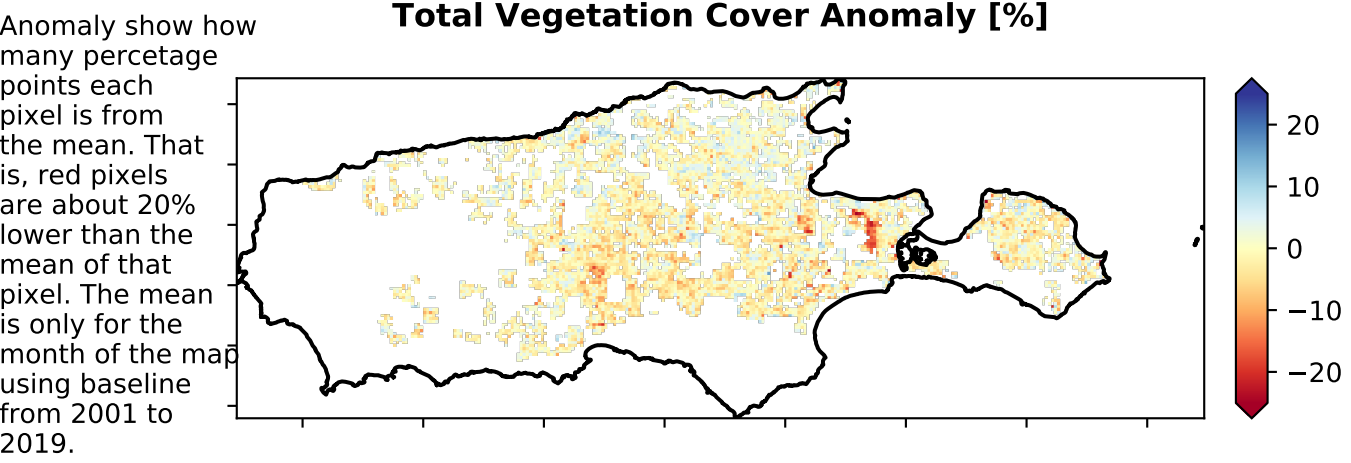 Total Vegetation Cover Anomaly [%]
Anomaly show how
many percetage
points each
pixel is from
the mean. That
is, red pixels
are about 20%
lower than the
mean of that
pixel. The mean
is only for the
month of the map
using baseline
from 2001 to
2019.
20
10
0
−10
−20